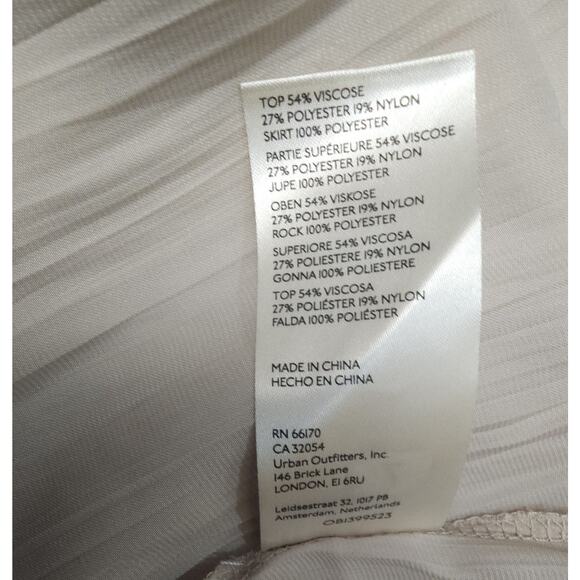 TOP 54% VISCOSE
27% POLYESTER 19% NYLON
SKIRT 100% POLYESTER
PARTIE SUPÉRIEURE 54% VISCOSE
27% POLYESTER 19% NYLON
JUPE 100% POLYESTER
OBEN 54% VISKOSE
27% POLYESTER 19% NYLON
ROCK 100% POLYESTER
SUPERIORE 54% VISCOSA
27% POLIESTERE 19% NYLON
GONNA 100% POLIESTERE
TOP 54% VISCOSA
27% POLIÉSTER 19% NYLON
FALDA 100% POLIÉSTER
MADE IN CHINA
HECHO EN CHINA
RN 66170
CA 32054
Urban Outfitters, Inc.
146 Brick Lane
LONDON, E1 6RU
Leidsestraat 32, 1017 PB
Amsterdam, Netherlands
OB1399523